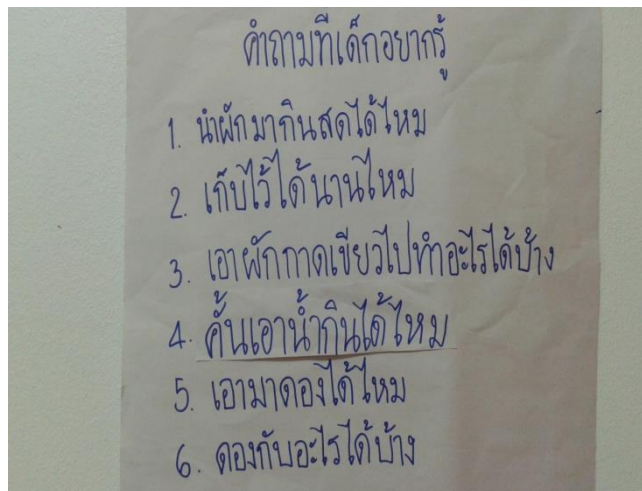 คำถามที่เด็กอยากรู้
1. นำผักมากินสดได้ไหม
2. เก็บไว้ได้นานไหม
3. เอาผักกาดเขียวไปทำอะไรได้บ้าง
4. คั้นเอาน้ำกินได้ไหม
5. เอามาดองได้ไหม
6. ดองกับอะไรได้บ้าง